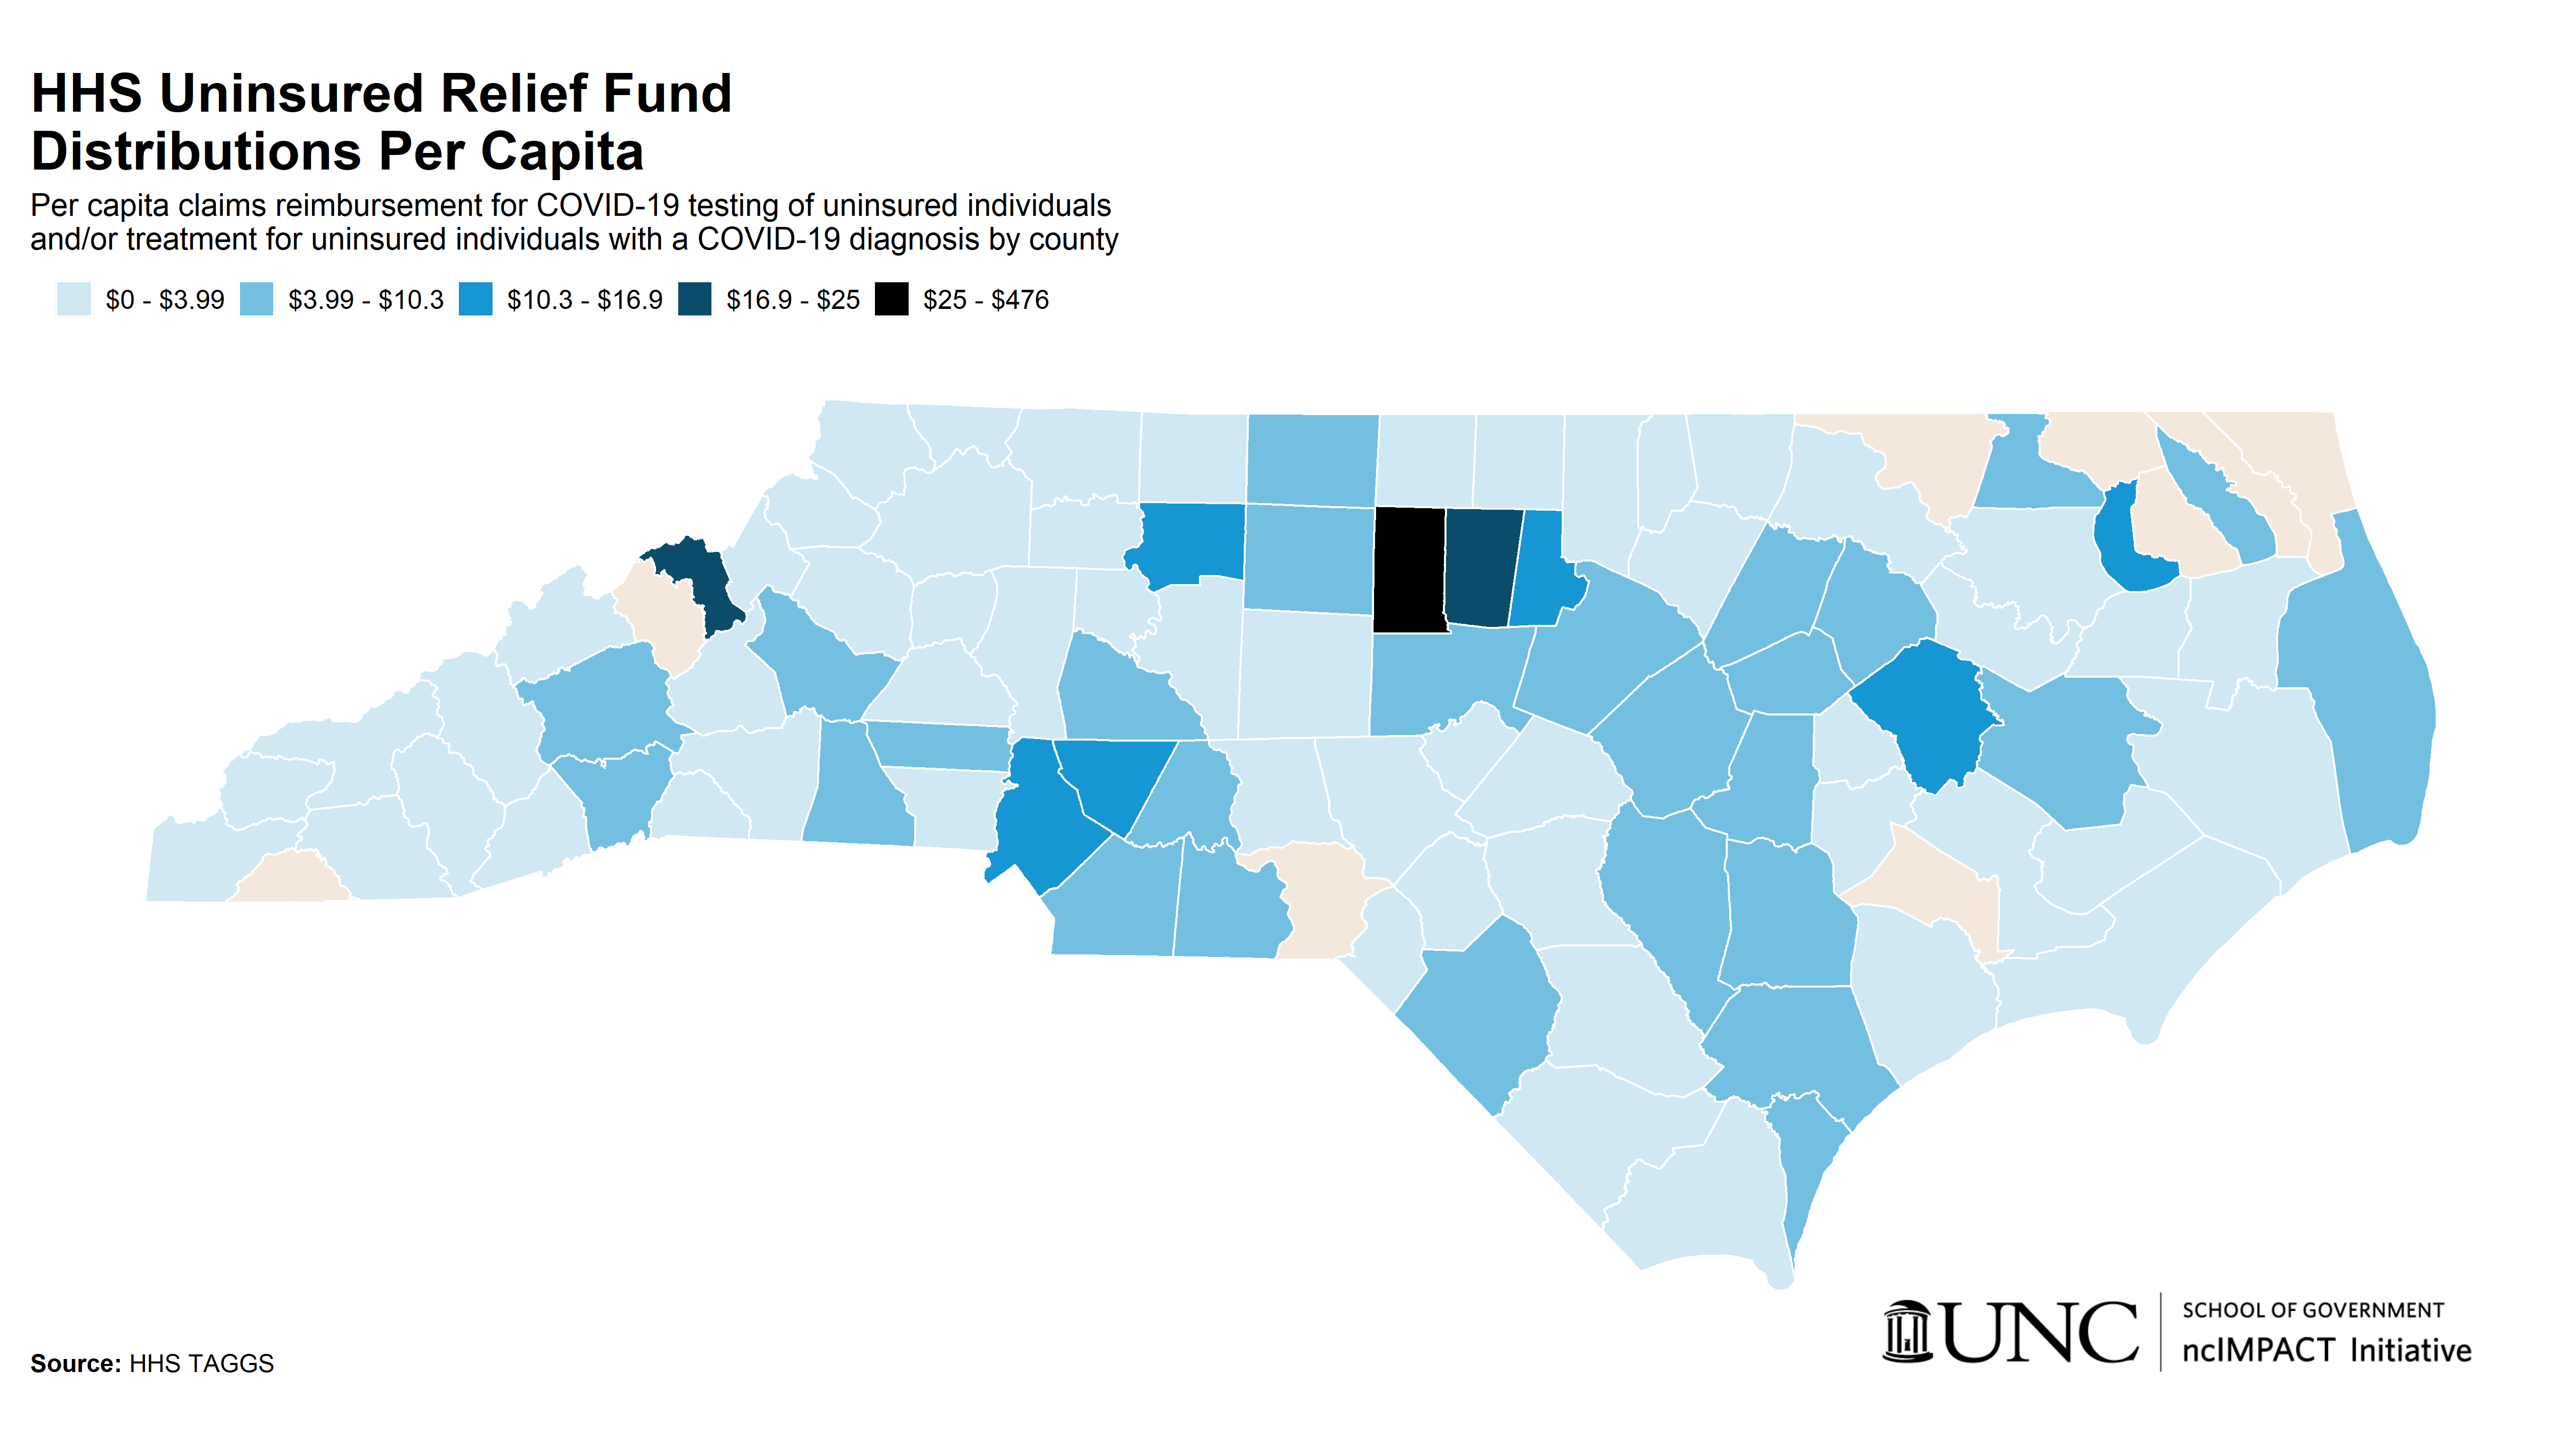 HHS Uninsured Relief Fund
Distributions Per Capita
Per capita claims reimbursement for COVID-19 testing of uninsured individuals
and/or treatment for uninsured individuals with a COVID-19 diagnosis by county
$0 - $3.99 $3.99 - $10.3 $10.3 - $16.9 $16.9 - $25 $25 - $476
UNC SCHOOL OF GOVERNMENT
ncIMPACT Initiative
Source: HHS TAGGS